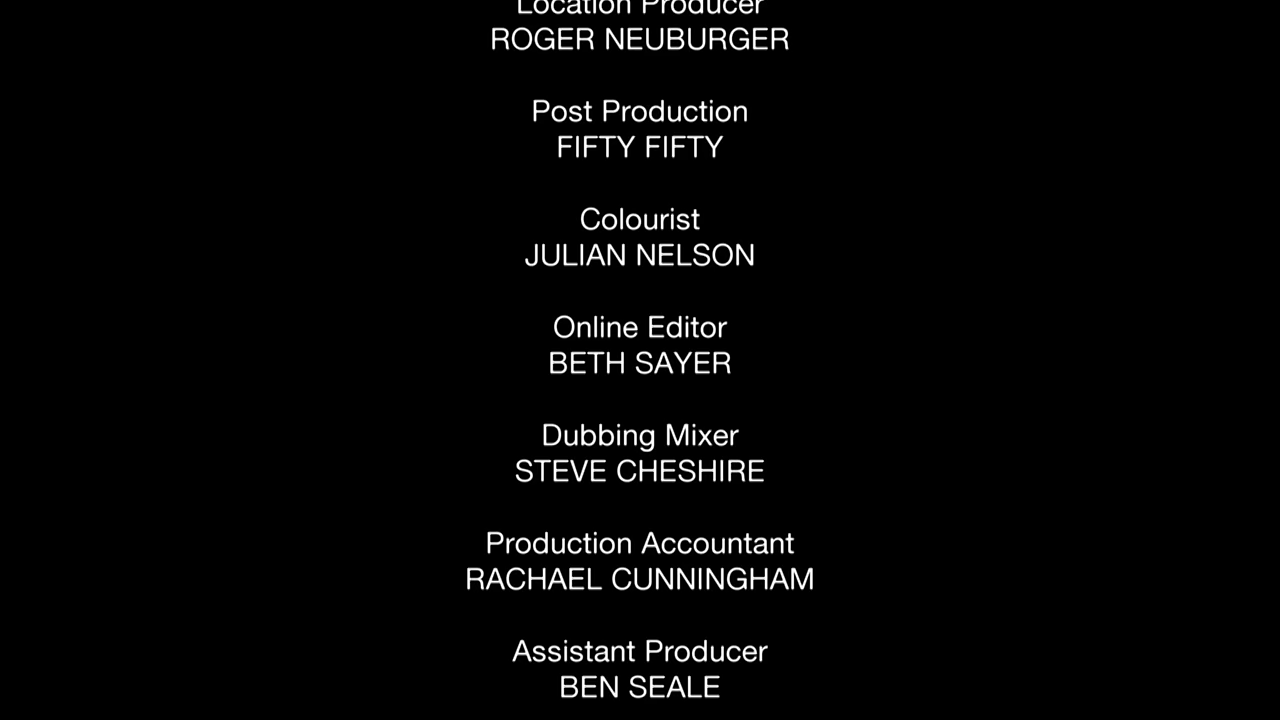 Location Producer
ROGER NEUBURGER
Post Production
FIFTY FIFTY
Colourist
JULIAN NELSON
Online Editor
BETH SAYER
Dubbing Mixer
STEVE CHESHIRE
Production Accountant
RACHAEL CUNNINGHAM
Assistant Producer
BEN SEALE